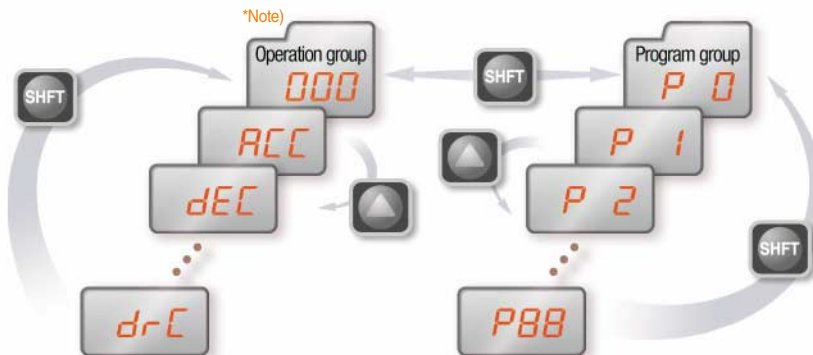 *Note)
Operation group
000
SHFT
ACC
dEC
drC
SHFT
Program group
P 0
P 1
P 2
P88
SHFT